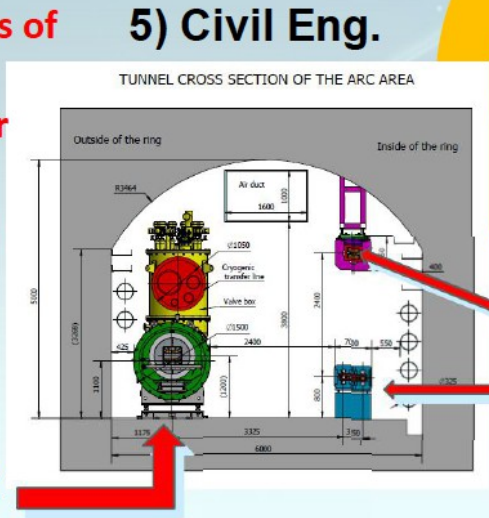 s of
5) Civil Eng.
r
TUNNEL CROSS SECTION OF THE ARC AREA
Outside of the ring
Inside of the ring
R3464
Air duct
1000
1600
∅1050
Cryogenic
transfer line
Valve box
400
2400
5000
3800
(3200)
∅1500
425
2400
700
550
1100
(1200)
800
∅325
3325
350
6000